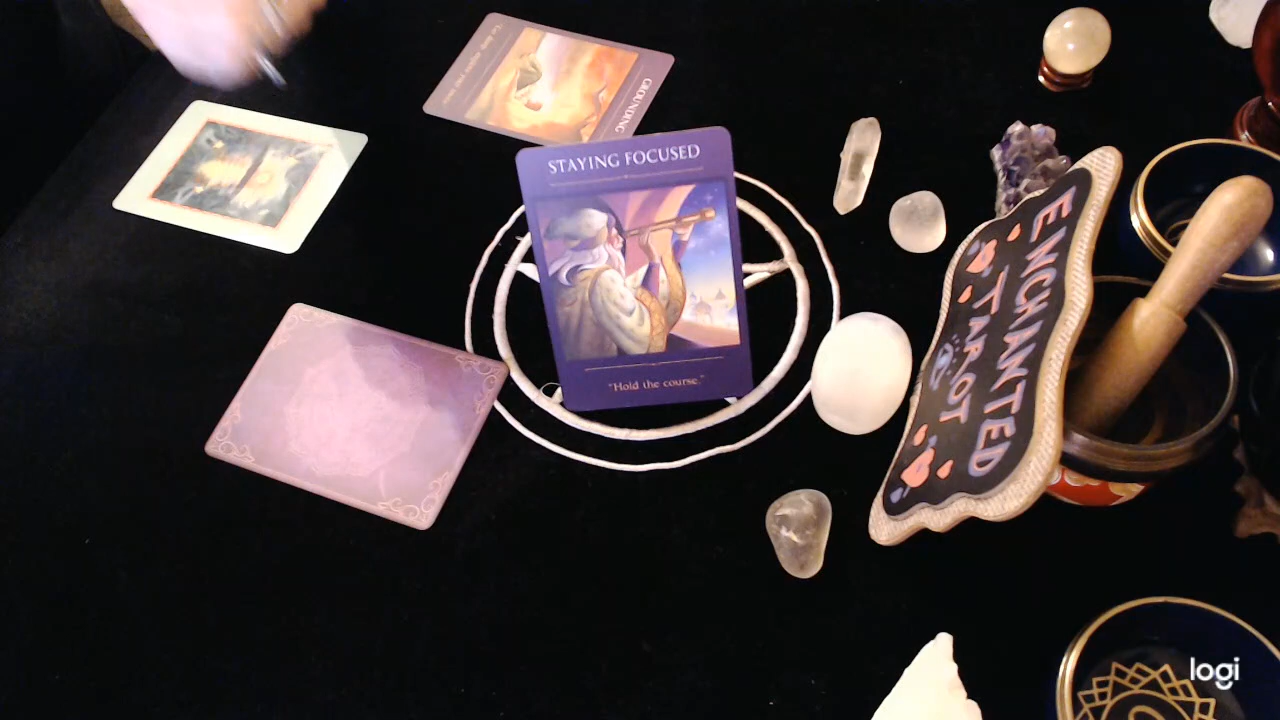 GROUNDING
STAYING FOCUSED
"Hold the course."
ENCHANTED
TAROT
logi